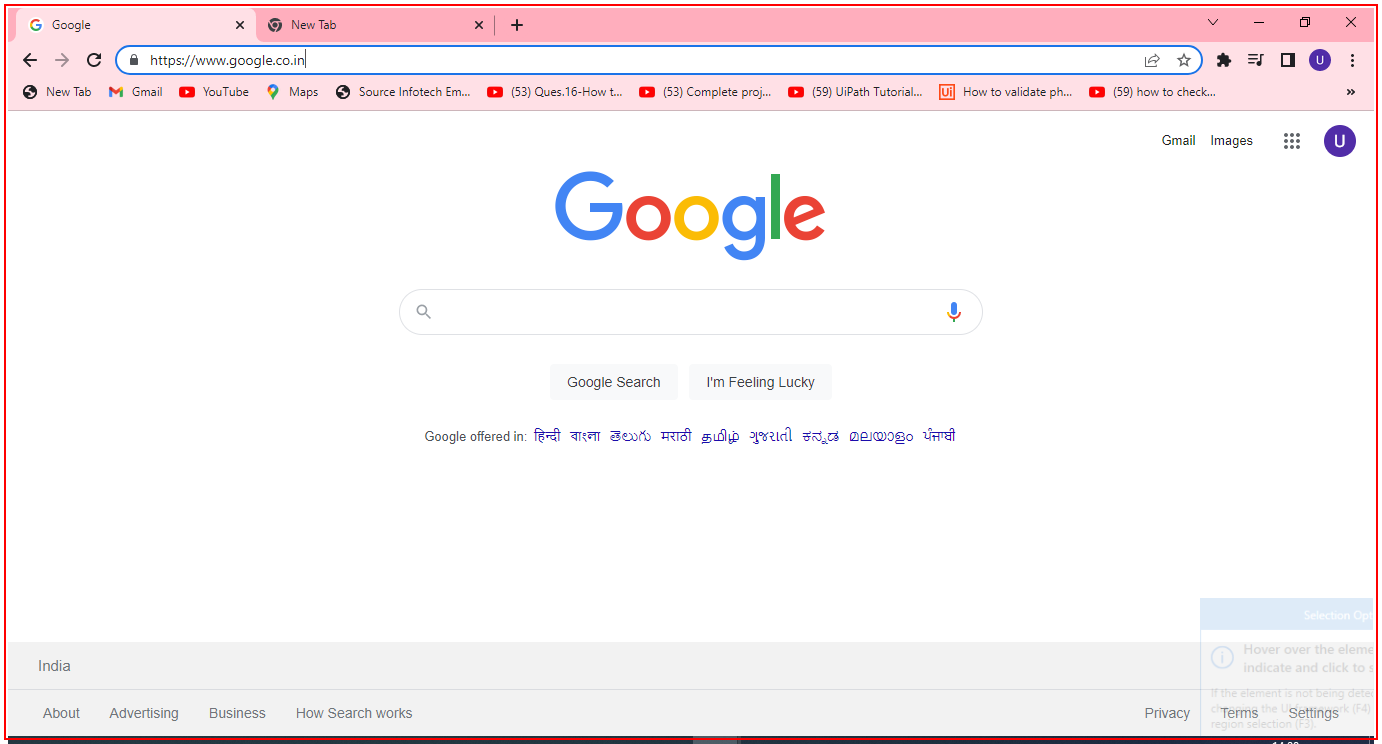 Google New Tab
https://www.google.co.in U
New Tab Gmail YouTube Maps Source Infotech Em... (53) Ques.16-How t... (53) Complete proj... (59) UiPath Tutorial... Ui How to validate ph... (59) how to check... »
Gmail Images U
Google
Google Search I'm Feeling Lucky
Google offered in: हिन्दी বাংলা తెలుగు मराठी தமிழ் ગુજરાતી ಕನ್ನಡ മലയാളം ਪੰਜਾਬੀ
Selection Opt
Hover over the eleme
India
indicate and click to s
If the element is not being dete
About Advertising Business How Search works Privacy Terms Settings
region selection (F3).